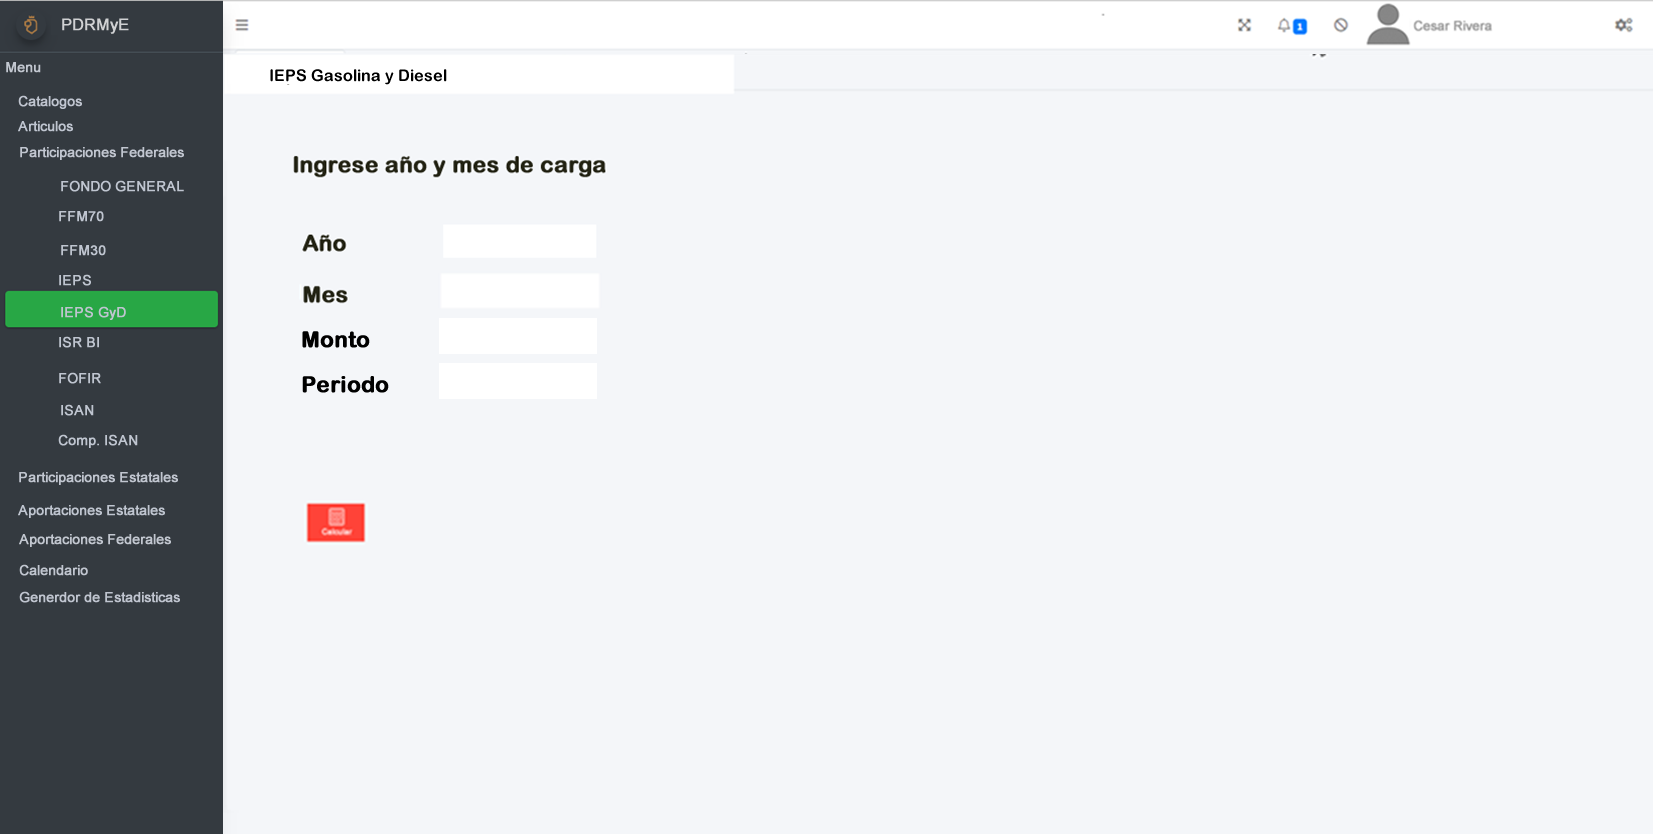 PDRMyE
1
Cesar Rivera
Menu
IEPS Gasolina y Diesel
Catalogos
Articulos
Participaciones Federales
FONDO GENERAL
FFM70
FFM30
IEPS
IEPS GyD
ISR BI
FOFIR
ISAN
Comp. ISAN
Participaciones Estatales
Aportaciones Estatales
Aportaciones Federales
Calendario
Generdor de Estadisticas
Ingrese año y mes de carga
Año
Mes
Monto
Periodo
Calcular